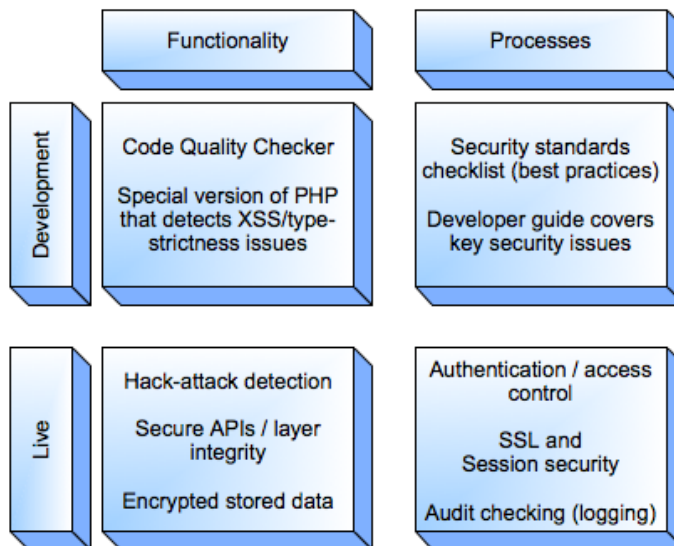 Functionality
Processes
Development
Code Quality Checker
Special version of PHP
that detects XSS/type-
strictness issues
Security standards
checklist (best practices)
Developer guide covers
key security issues
Live
Hack-attack detection
Secure APIs / layer
integrity
Encrypted stored data
Authentication / access
control
SSL and
Session security
Audit checking (logging)